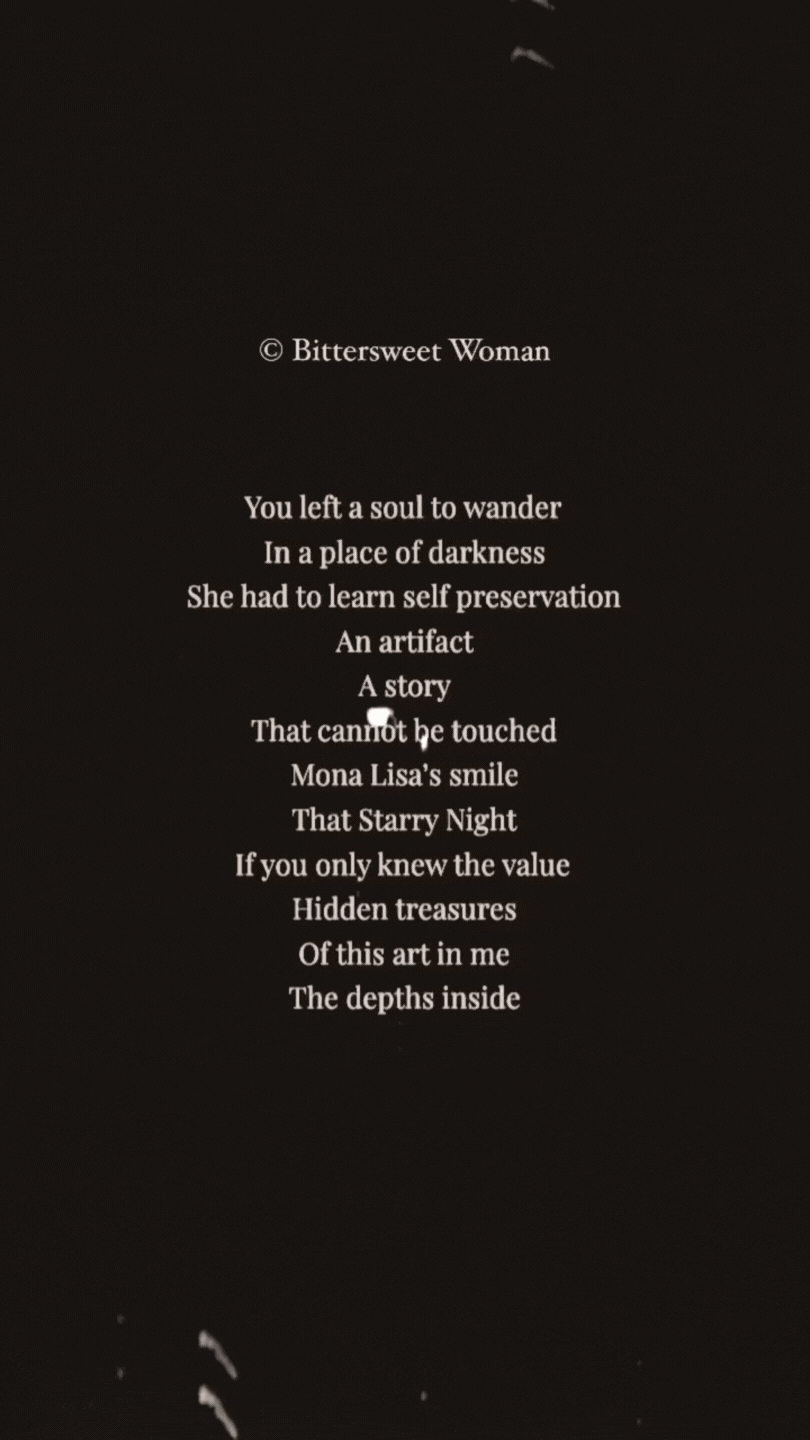 © Bittersweet Woman
You left a soul to wander
In a place of darkness
She had to learn self preservation
An artifact
A story
That cannot be touched
Mona Lisa’s smile
That Starry Night
If you only knew the value
Hidden treasures
Of this art in me
The depths inside